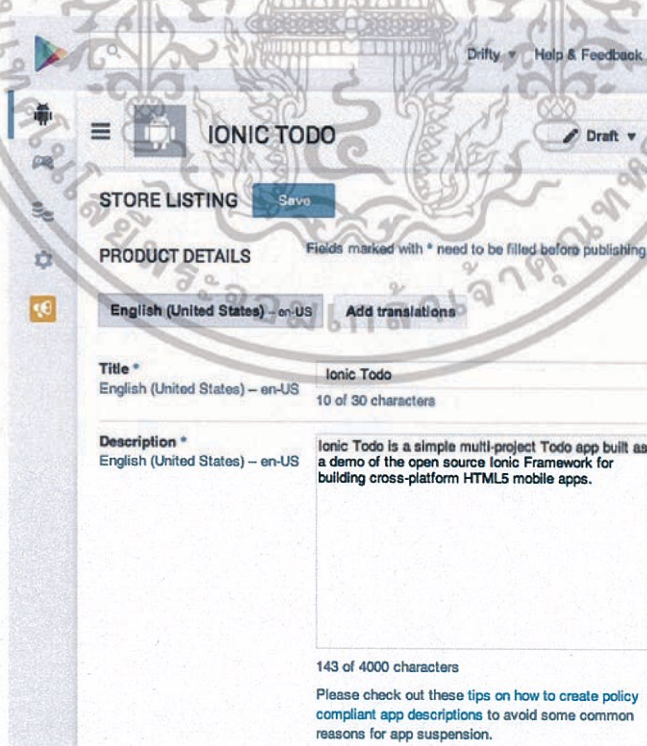 Drifty ▾ Help & Feedback
IONIC TODO
Draft ▾
STORE LISTING Save
PRODUCT DETAILS Fields marked with * need to be filled before publishing
English (United States) – en-US Add translations
Title * Ionic Todo
English (United States) – en-US 10 of 30 characters
Description * Ionic Todo is a simple multi-project Todo app built as
English (United States) – en-US a demo of the open source Ionic Framework for
building cross-platform HTML5 mobile apps.
143 of 4000 characters
Please check out these tips on how to create policy
compliant app descriptions to avoid some common
reasons for app suspension.